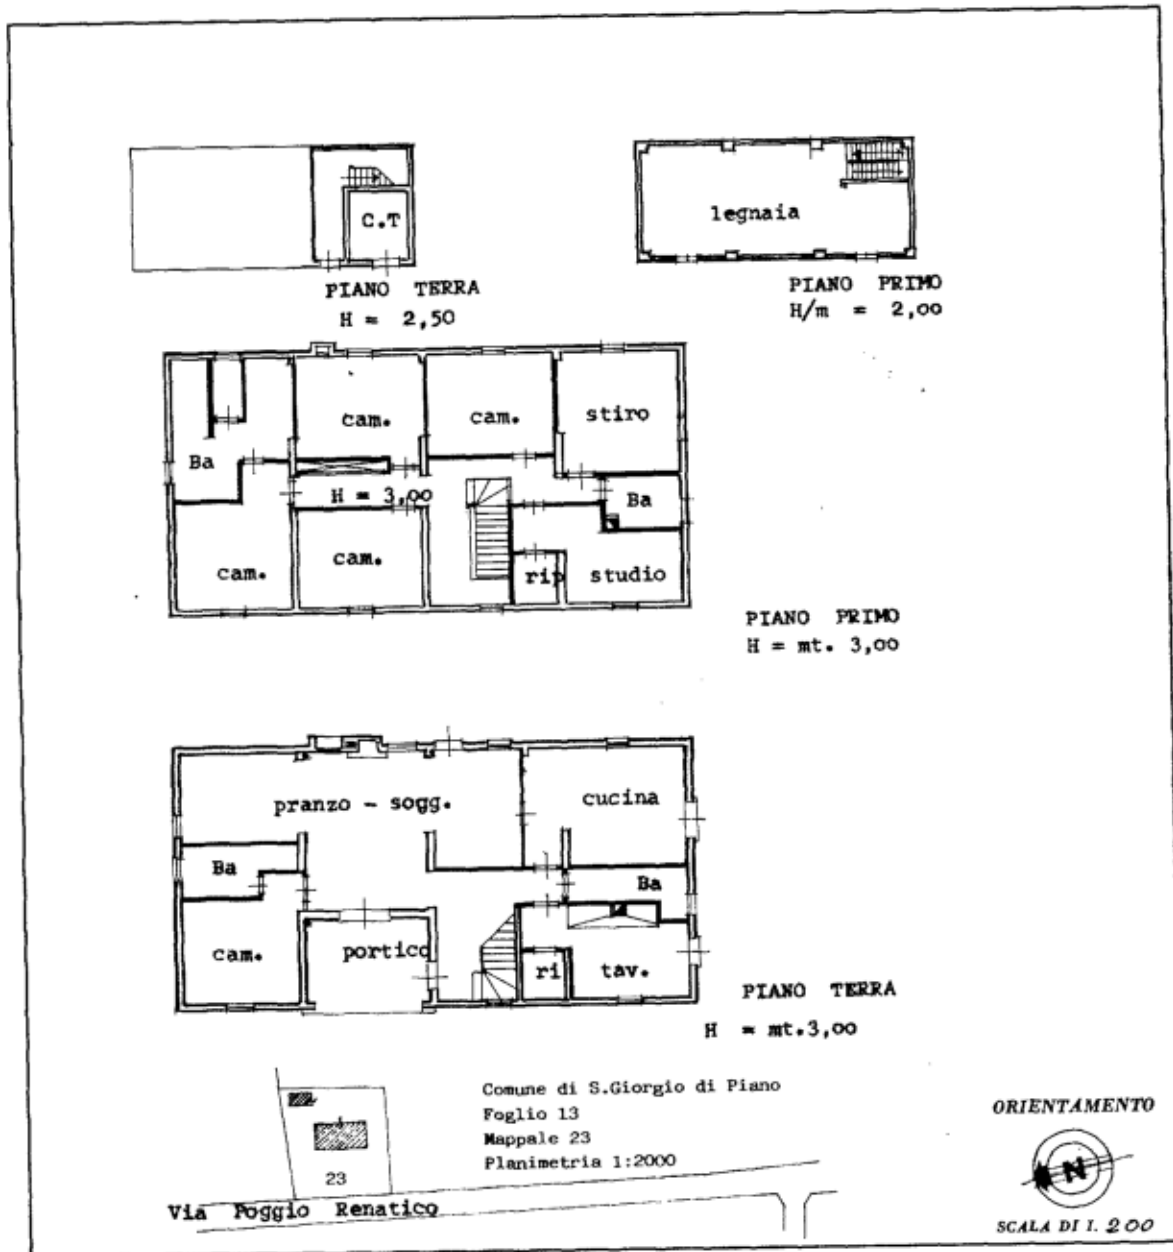 C.T
legnaia
PIANO TERRA
H = 2,50
PIANO PRIMO
H/m = 2,00
cam.
cam.
stiro
Ba
H = 3,00
Ba
cam.
cam.
rip
studio
PIANO PRIMO
H = mt. 3,00
pranzo - sogg.
cucina
Ba
Ba
cam.
portico
ri
tav.
PIANO TERRA
H = mt.3,00
Comune di S.Giorgio di Piano
Foglio 13
Mappale 23
Planimetria 1:2000
23
Via Poggio Renatico
ORIENTAMENTO
N
SCALA DI 1. 200